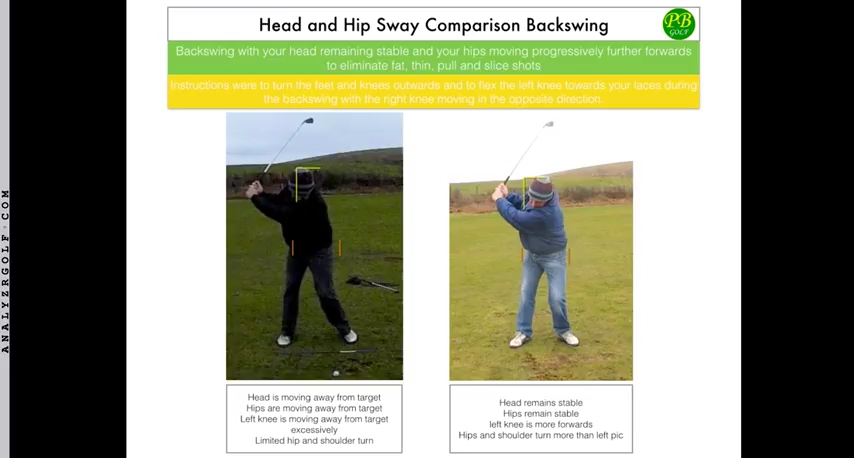 Head and Hip Sway Comparison Backswing
PB
GOLF
Backswing with your head remaining stable and your hips moving progressively further forwards
to eliminate fat, thin, pull and slice shots
Instructions were to turn the feet and knees outwards and to flex the left knee towards your laces during
the backswing with the right knee moving in the opposite direction.
ANALYZRGOLF.COM
Head is moving away from target
Hips are moving away from target
Left knee is moving away from target
excessively
Limited hip and shoulder turn
Head remains stable
Hips remain stable
left knee is more forwards
Hips and shoulder turn more than left pic